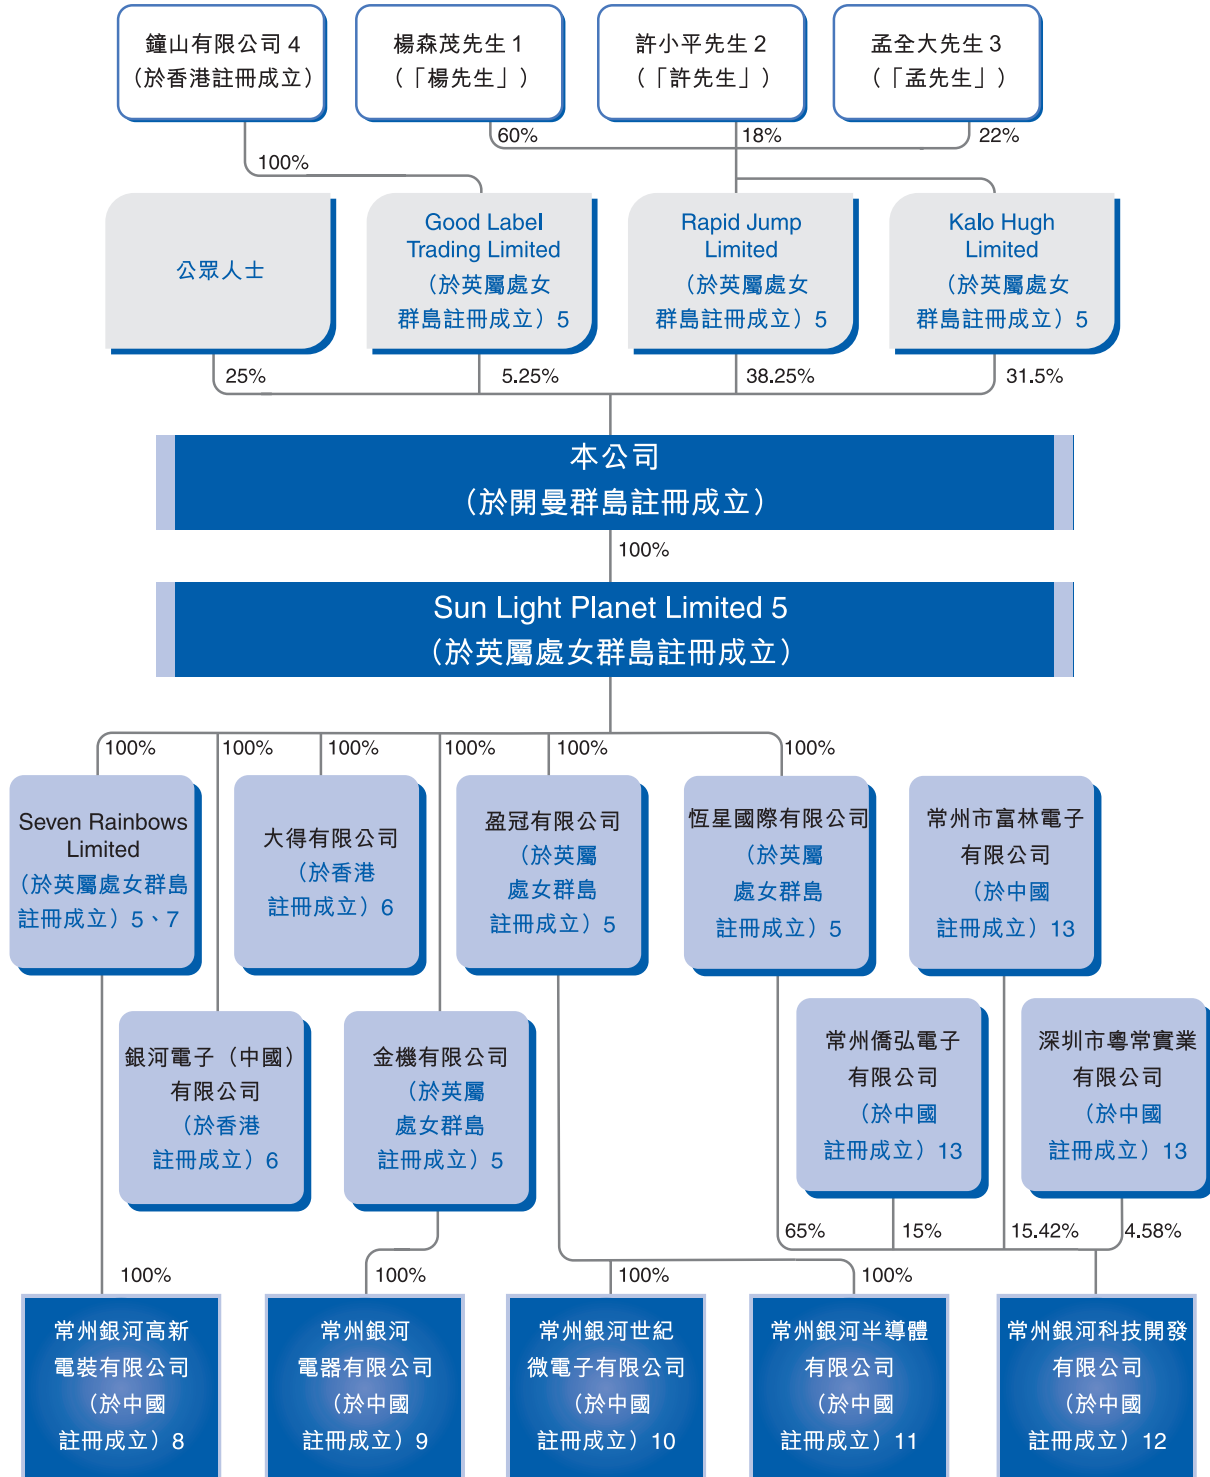 鐘山有限公司 4
（於香港註冊成立）
楊森茂先生 1
（「楊先生」）
許小平先生 2
（「許先生」）
孟全大先生 3
（「孟先生」）
60%
18%
22%
100%
公眾人士
Good Label
Trading Limited
（於英屬處女
群島註冊成立）5
Rapid Jump
Limited
（於英屬處女
群島註冊成立）5
Kalo Hugh
Limited
（於英屬處女
群島註冊成立）5
25%
5.25%
38.25%
31.5%
本公司
（於開曼群島註冊成立）
100%
Sun Light Planet Limited 5
（於英屬處女群島註冊成立）
100%
100%
100%
100%
100%
100%
Seven Rainbows
Limited
（於英屬處女群島
註冊成立）5、7
大得有限公司
（於香港
註冊成立）6
盈冠有限公司
（於英屬
處女群島
註冊成立）5
恆星國際有限公司
（於英屬
處女群島
註冊成立）5
常州市富林電子
有限公司
（於中國
註冊成立）13
銀河電子（中國）
有限公司
（於香港
註冊成立）6
金機有限公司
（於英屬
處女群島
註冊成立）5
常州僑弘電子
有限公司
（於中國
註冊成立）13
深圳市粵常實業
有限公司
（於中國
註冊成立）13
65%
15%
15.42%
4.58%
100%
100%
100%
100%
常州銀河高新
電裝有限公司
（於中國
註冊成立）8
常州銀河
電器有限公司
（於中國
註冊成立）9
常州銀河世紀
微電子有限公司
（於中國
註冊成立）10
常州銀河半導體
有限公司
（於中國
註冊成立）11
常州銀河科技開發
有限公司
（於中國
註冊成立）12